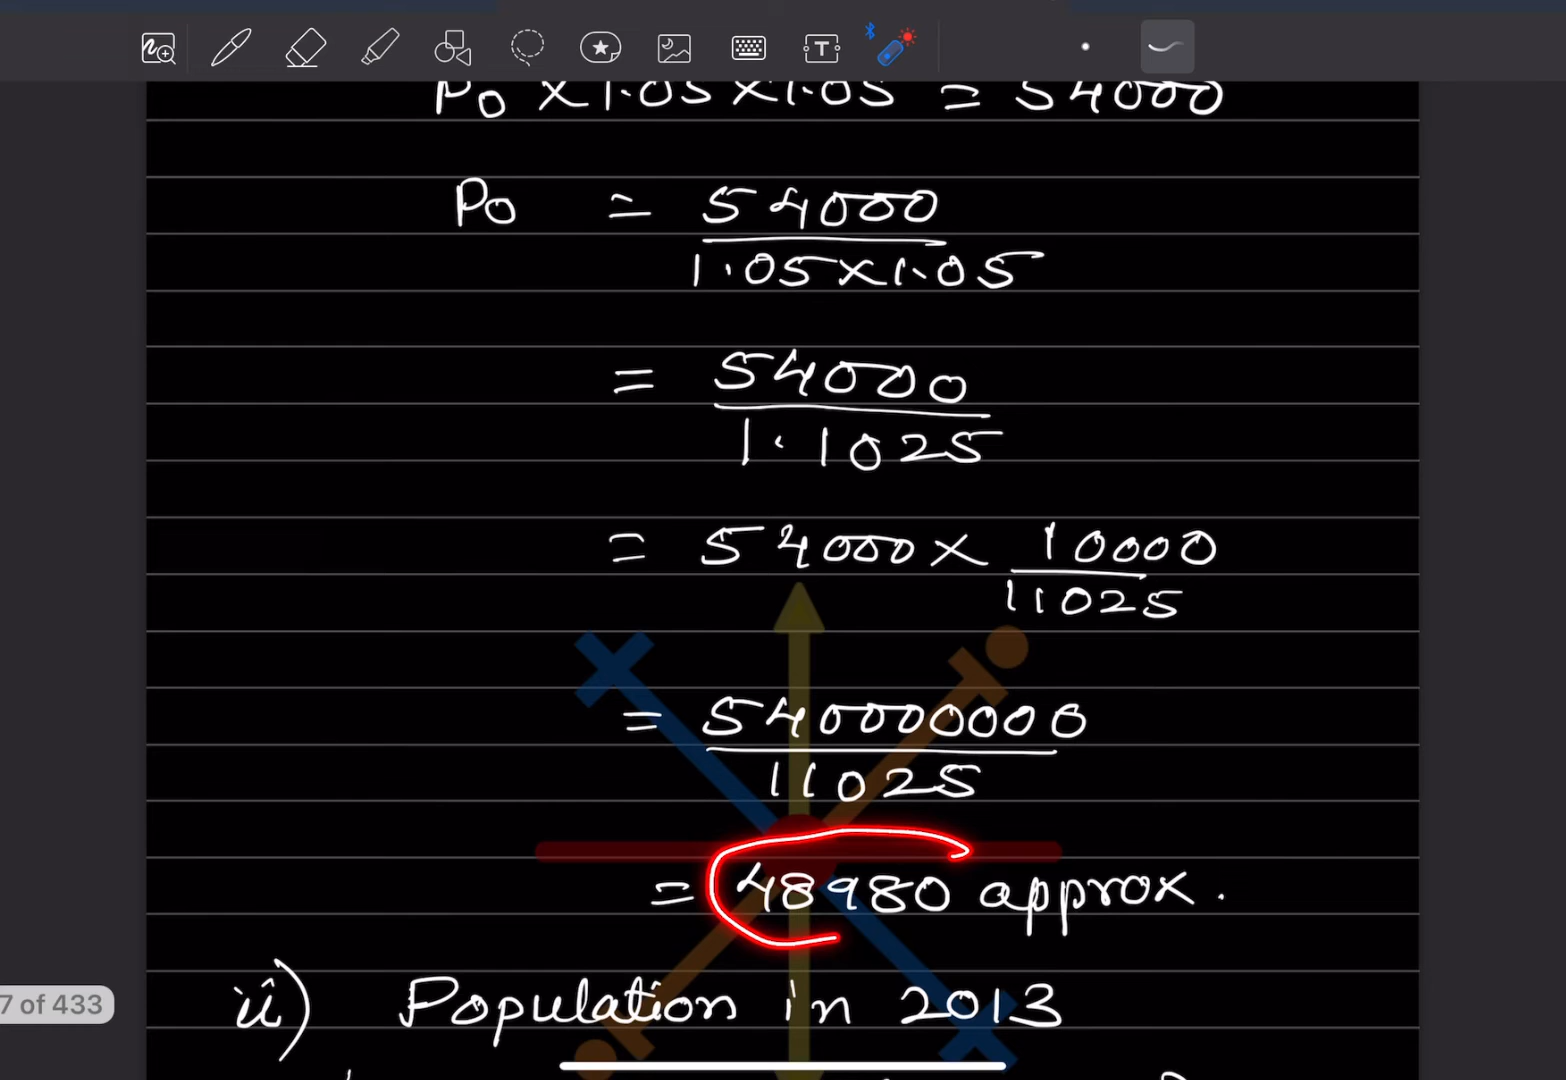 P₀ × 1.05 × 1.05 = 54000
P₀ = 54000
1.05×1.05
= 54000
1.1025
= 54000 × 10000
11025
= 540000000
11025
= 48980 approx.
ii) Population in 2013
7 of 433